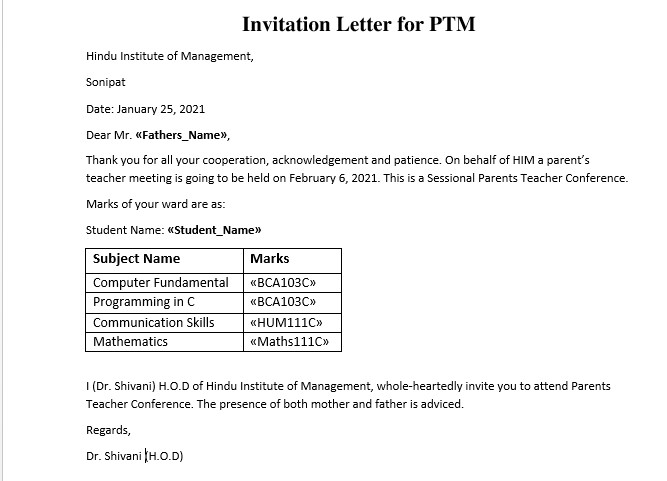 Invitation Letter for PTM
Hindu Institute of Management,
Sonipat
Date: January 25, 2021
Dear Mr. «Fathers_Name»,
Thank you for all your cooperation, acknowledgement and patience. On behalf of HIM a parent’s
teacher meeting is going to be held on February 6, 2021. This is a Sessional Parents Teacher Conference.
Marks of your ward are as:
Student Name: «Student_Name»
Subject Name Marks
Computer Fundamental «BCA103C»
Programming in C «BCA103C»
Communication Skills «HUM111C»
Mathematics «Maths111C»
I (Dr. Shivani) H.O.D of Hindu Institute of Management, whole-heartedly invite you to attend Parents
Teacher Conference. The presence of both mother and father is adviced.
Regards,
Dr. Shivani (H.O.D)